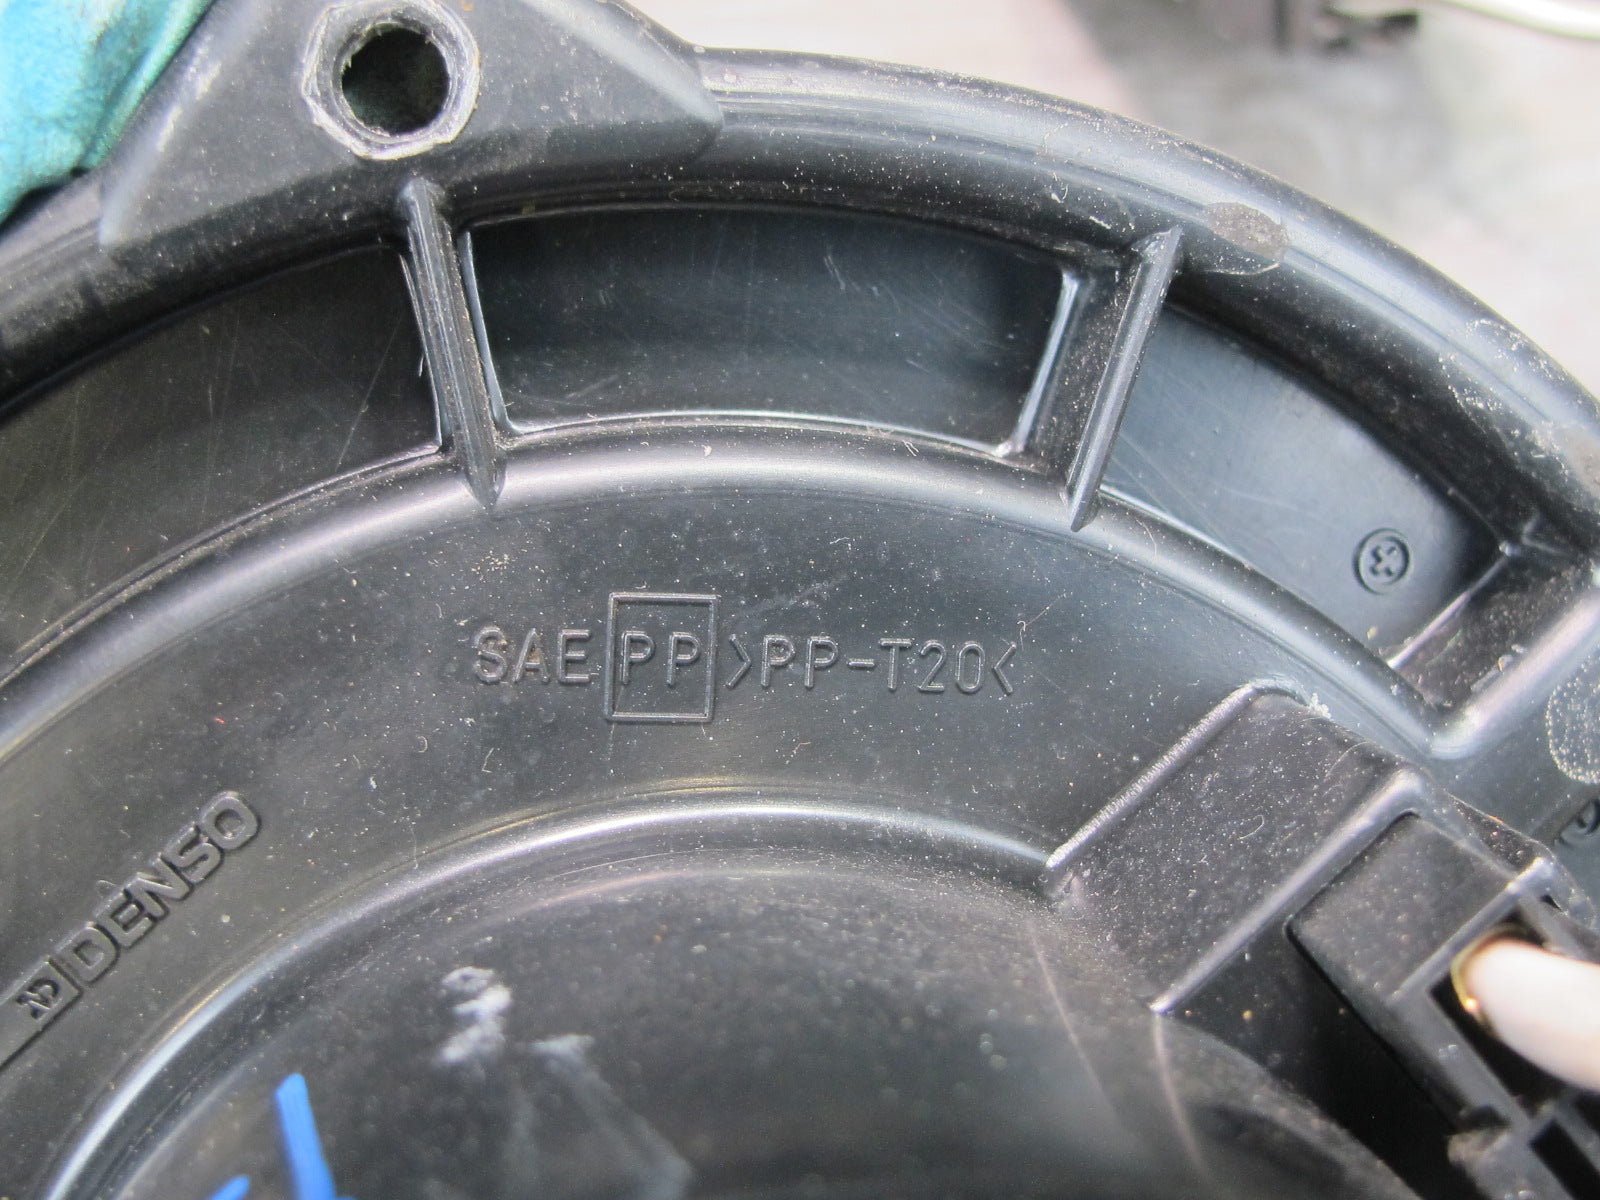 SAE PP >PP-T20<
DENSO